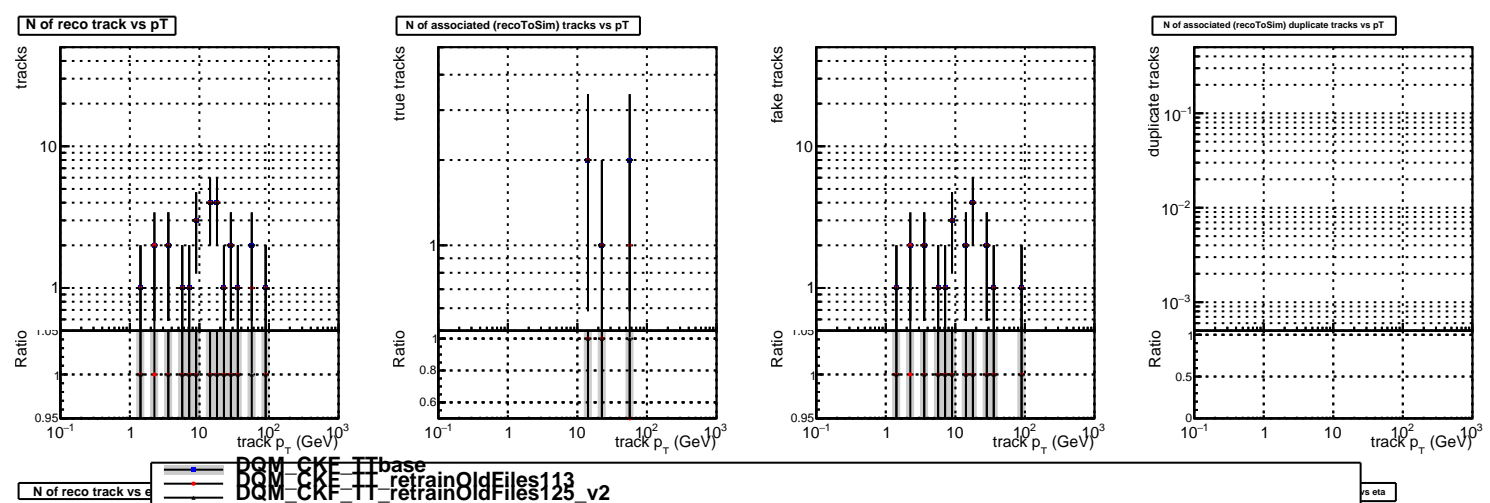 N of reco track vs pT
tracks
10
1
1.05
Ratio
1
0.95
10⁻¹ 1 10 10² 10³
track p_T (GeV)
N of associated (recoToSim) tracks vs pT
true tracks
1
Ratio
1
0.8
0.6
10⁻¹ 1 10 10² 10³
track p_T (GeV)
fake tracks
10
1
1.05
Ratio
1
0.95
10⁻¹ 1 10 10² 10³
track p_T (GeV)
N of associated (recoToSim) duplicate tracks vs pT
duplicate tracks
10⁻¹
10⁻²
10⁻³
Ratio
1
0.5
0
10⁻¹ 1 10 10² 10³
track p_T (GeV)
DQM_CKF_TTbase
DQM_CKF_TT_retrainOldFiles113
DQM_CKF_TT_retrainOldFiles125_v2
N of reco track vs e
vs eta